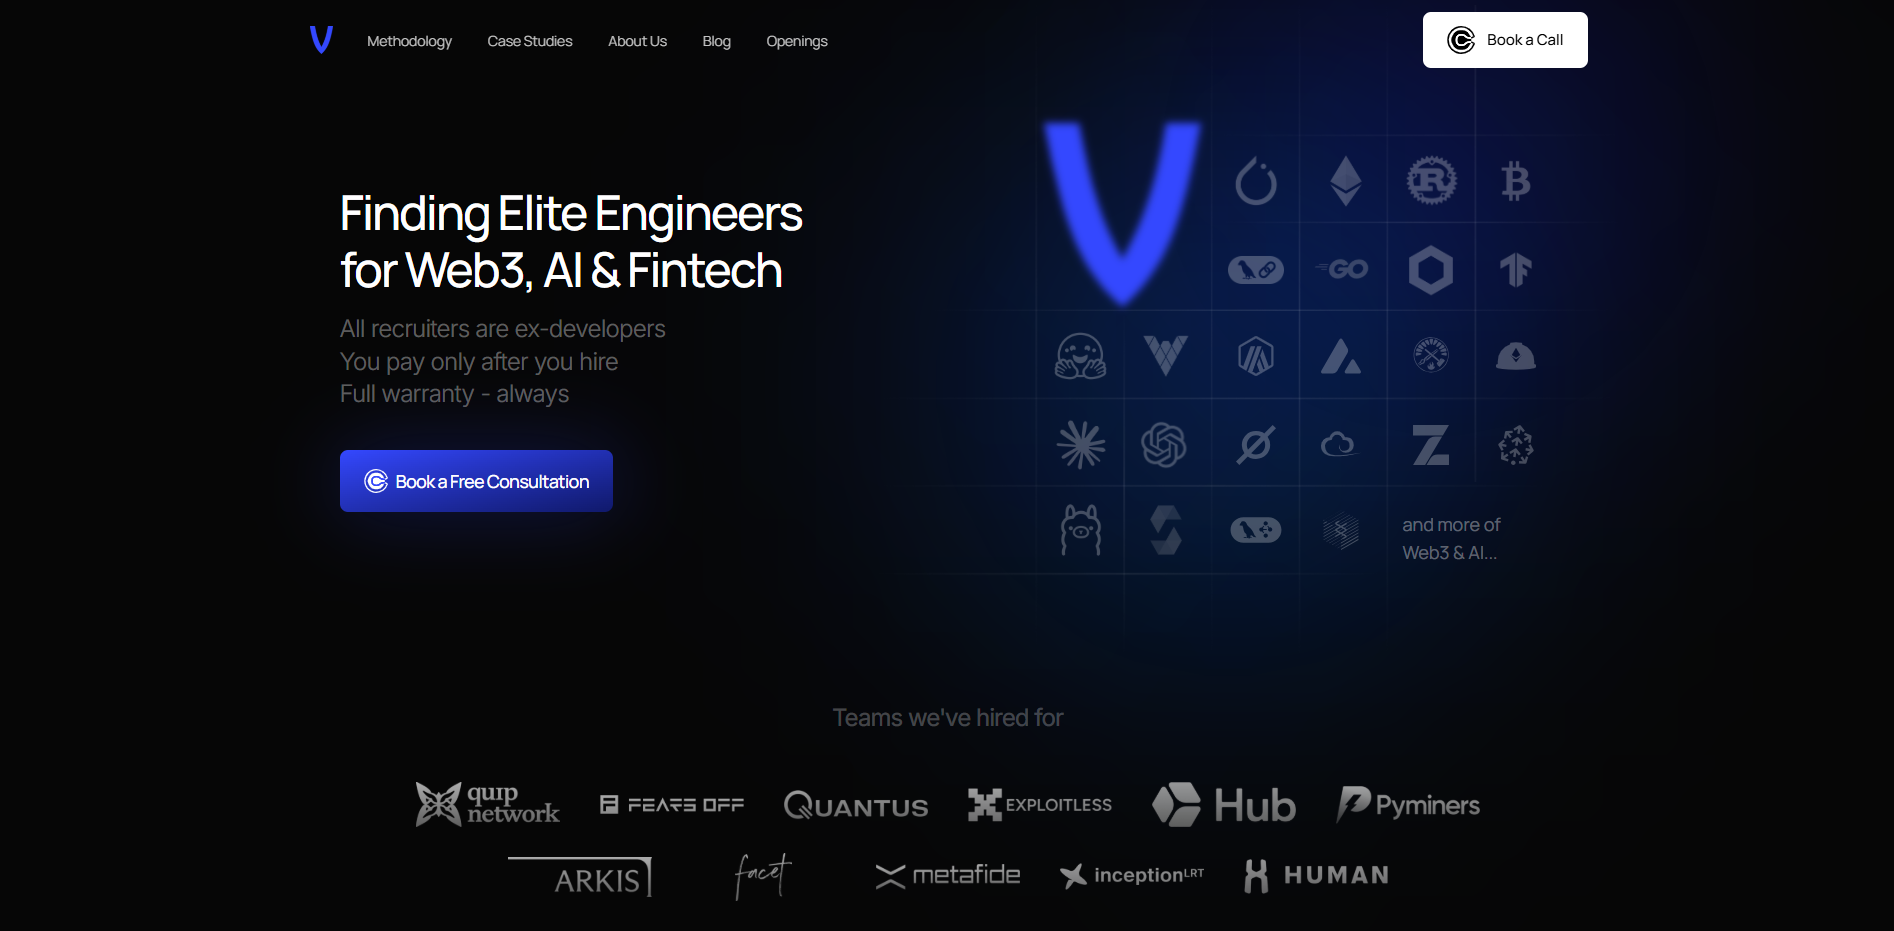 Methodology
Case Studies
About Us
Blog
Openings
Book a Call
Finding Elite Engineers
for Web3, AI & Fintech
All recruiters are ex-developers
You pay only after you hire
Full warranty - always
Book a Free Consultation
GO
and more of
Web3 & AI...
Teams we've hired for
quip
network
FEARS OFF
QUANTUS
EXPLOITLESS
Hub
Pyminers
ARKIS
facet
metafide
inceptionLRT
HUMAN